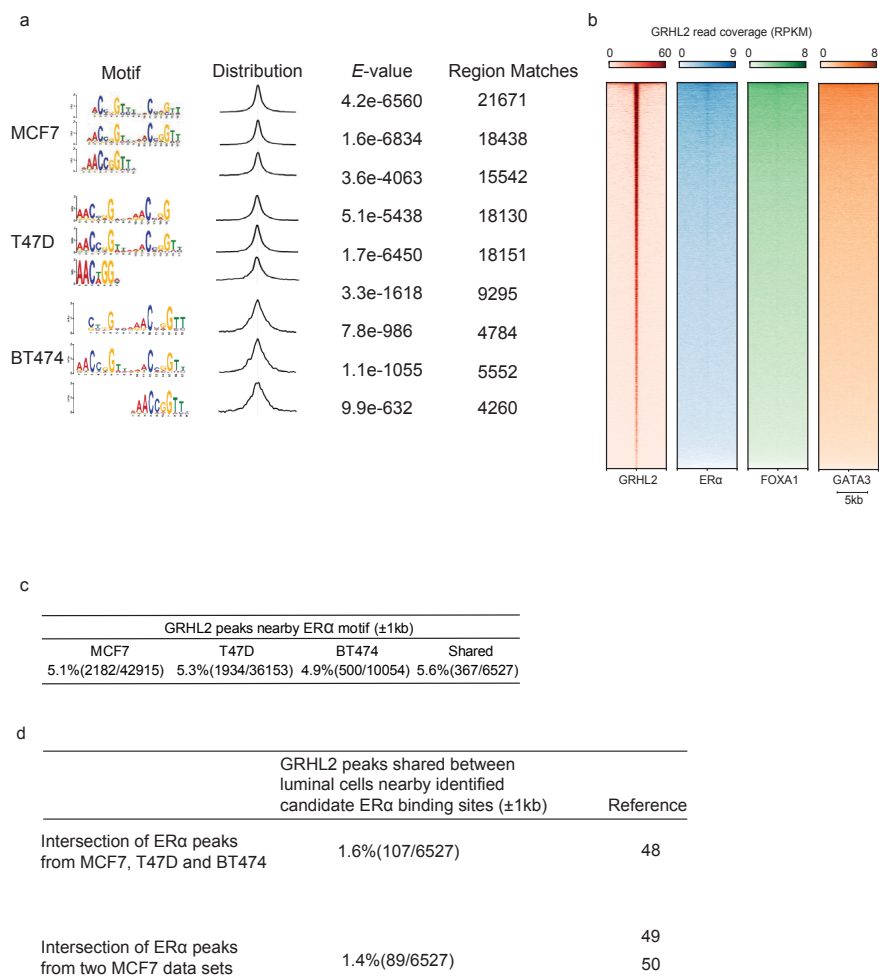 a
Motif Distribution E-value Region Matches
MCF7
4.2e-6560 21671
1.6e-6834 18438
3.6e-4063 15542
T47D
5.1e-5438 18130
1.7e-6450 18151
3.3e-1618 9295
BT474
7.8e-986 4784
1.1e-1055 5552
9.9e-632 4260
b
GRHL2 read coverage (RPKM)
0 60 0 9 0 8 0 8
GRHL2 ERα FOXA1 GATA3
5kb
c
GRHL2 peaks nearby ERα motif (±1kb)
MCF7 T47D BT474 Shared
5.1%(2182/42915) 5.3%(1934/36153) 4.9%(500/10054) 5.6%(367/6527)
d
GRHL2 peaks shared between
luminal cells nearby identified
candidate ERα binding sites (±1kb) Reference
Intersection of ERα peaks
from MCF7, T47D and BT474
1.6%(107/6527) 48
Intersection of ERα peaks
from two MCF7 data sets
1.4%(89/6527)
49
50